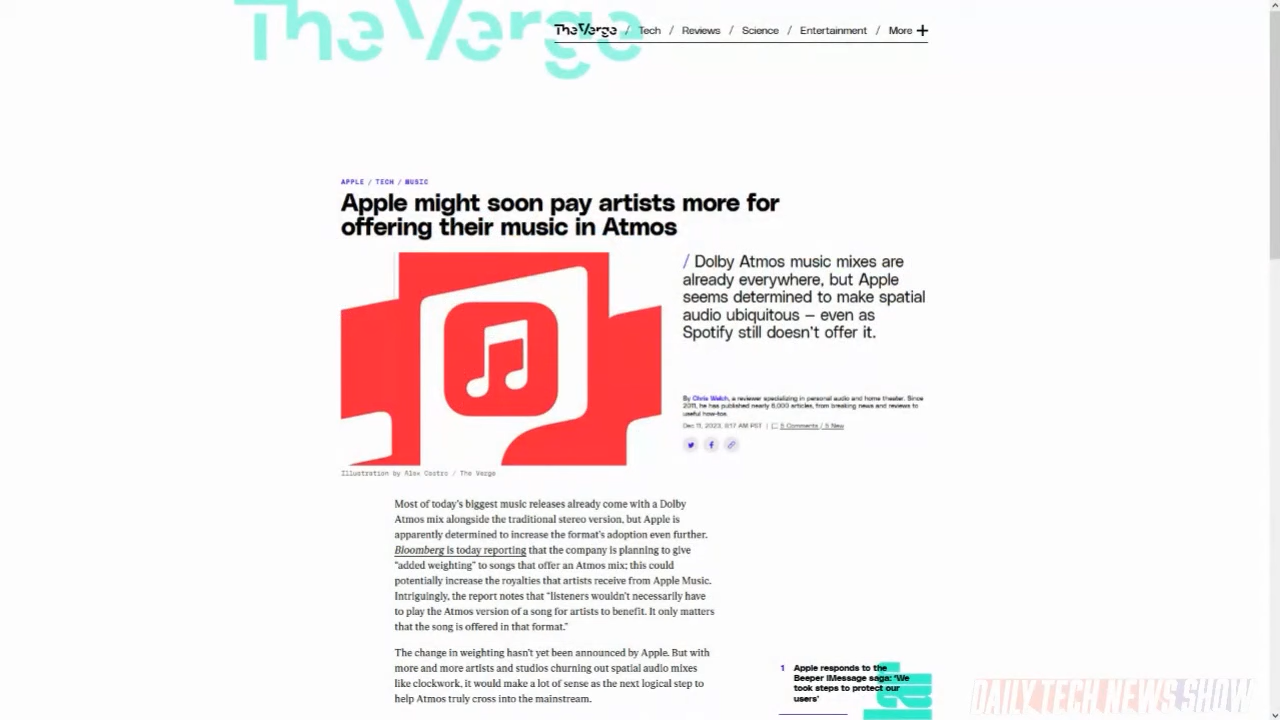 The Verge
The Verge / Tech / Reviews / Science / Entertainment / More +
APPLE / TECH / MUSIC
Apple might soon pay artists more for
offering their music in Atmos
/ Dolby Atmos music mixes are
already everywhere, but Apple
seems determined to make spatial
audio ubiquitous — even as
Spotify still doesn't offer it.
By Chris Welch, a reviewer specializing in personal audio and home theater. Since
2011, he has published nearly 6,000 articles, from breaking news and reviews to
useful how-tos.
Dec 11, 2023, 8:17 AM PST | 5 Comments / 5 New
Illustration by Alex Castro / The Verge
Most of today's biggest music releases already come with a Dolby
Atmos mix alongside the traditional stereo version, but Apple is
apparently determined to increase the format's adoption even further.
Bloomberg is today reporting that the company is planning to give
"added weighting" to songs that offer an Atmos mix; this could
potentially increase the royalties that artists receive from Apple Music.
Intriguingly, the report notes that "listeners wouldn't necessarily have
to play the Atmos version of a song for artists to benefit. It only matters
that the song is offered in that format."
The change in weighting hasn't yet been announced by Apple. But with
more and more artists and studios churning out spatial audio mixes
like clockwork, it would make a lot of sense as the next logical step to
help Atmos truly cross into the mainstream.
1 Apple responds to the
Beeper iMessage saga: 'We
took steps to protect our
users'
DAILY TECH NEWS SHOW